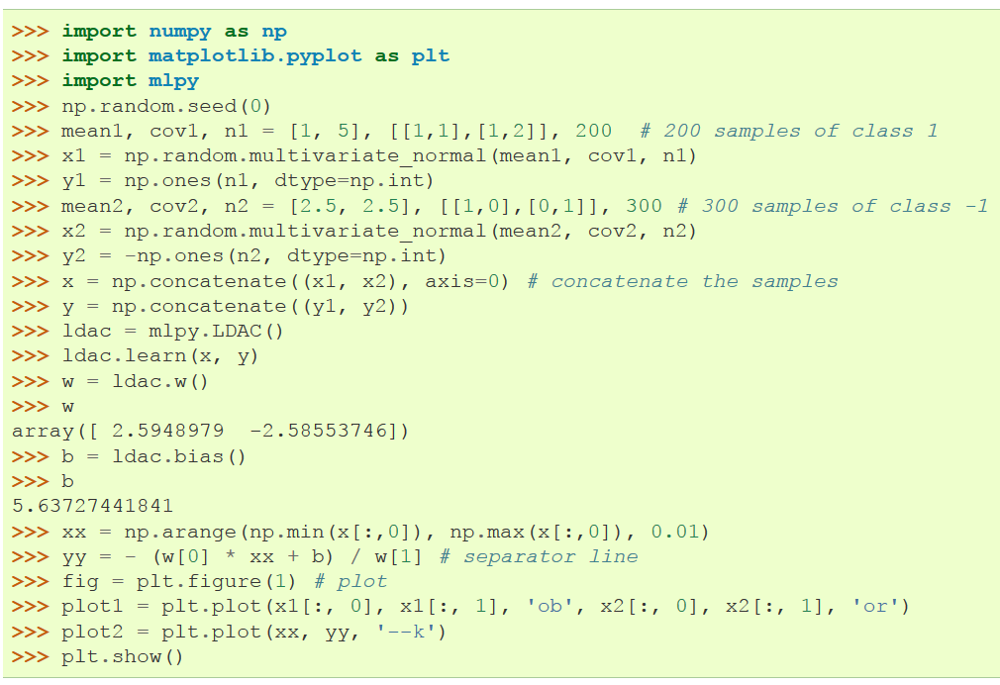 >>> import numpy as np
>>> import matplotlib.pyplot as plt
>>> import mlpy
>>> np.random.seed(0)
>>> mean1, cov1, n1 = [1, 5], [[1,1],[1,2]], 200  # 200 samples of class 1
>>> x1 = np.random.multivariate_normal(mean1, cov1, n1)
>>> y1 = np.ones(n1, dtype=np.int)
>>> mean2, cov2, n2 = [2.5, 2.5], [[1,0],[0,1]], 300 # 300 samples of class -1
>>> x2 = np.random.multivariate_normal(mean2, cov2, n2)
>>> y2 = -np.ones(n2, dtype=np.int)
>>> x = np.concatenate((x1, x2), axis=0) # concatenate the samples
>>> y = np.concatenate((y1, y2))
>>> ldac = mlpy.LDAC()
>>> ldac.learn(x, y)
>>> w = ldac.w()
>>> w
array([ 2.5948979  -2.58553746])
>>> b = ldac.bias()
>>> b
5.63727441841
>>> xx = np.arange(np.min(x[:,0]), np.max(x[:,0]), 0.01)
>>> yy = - (w[0] * xx + b) / w[1] # separator line
>>> fig = plt.figure(1) # plot
>>> plot1 = plt.plot(x1[:, 0], x1[:, 1], 'ob', x2[:, 0], x2[:, 1], 'or')
>>> plot2 = plt.plot(xx, yy, '--k')
>>> plt.show()